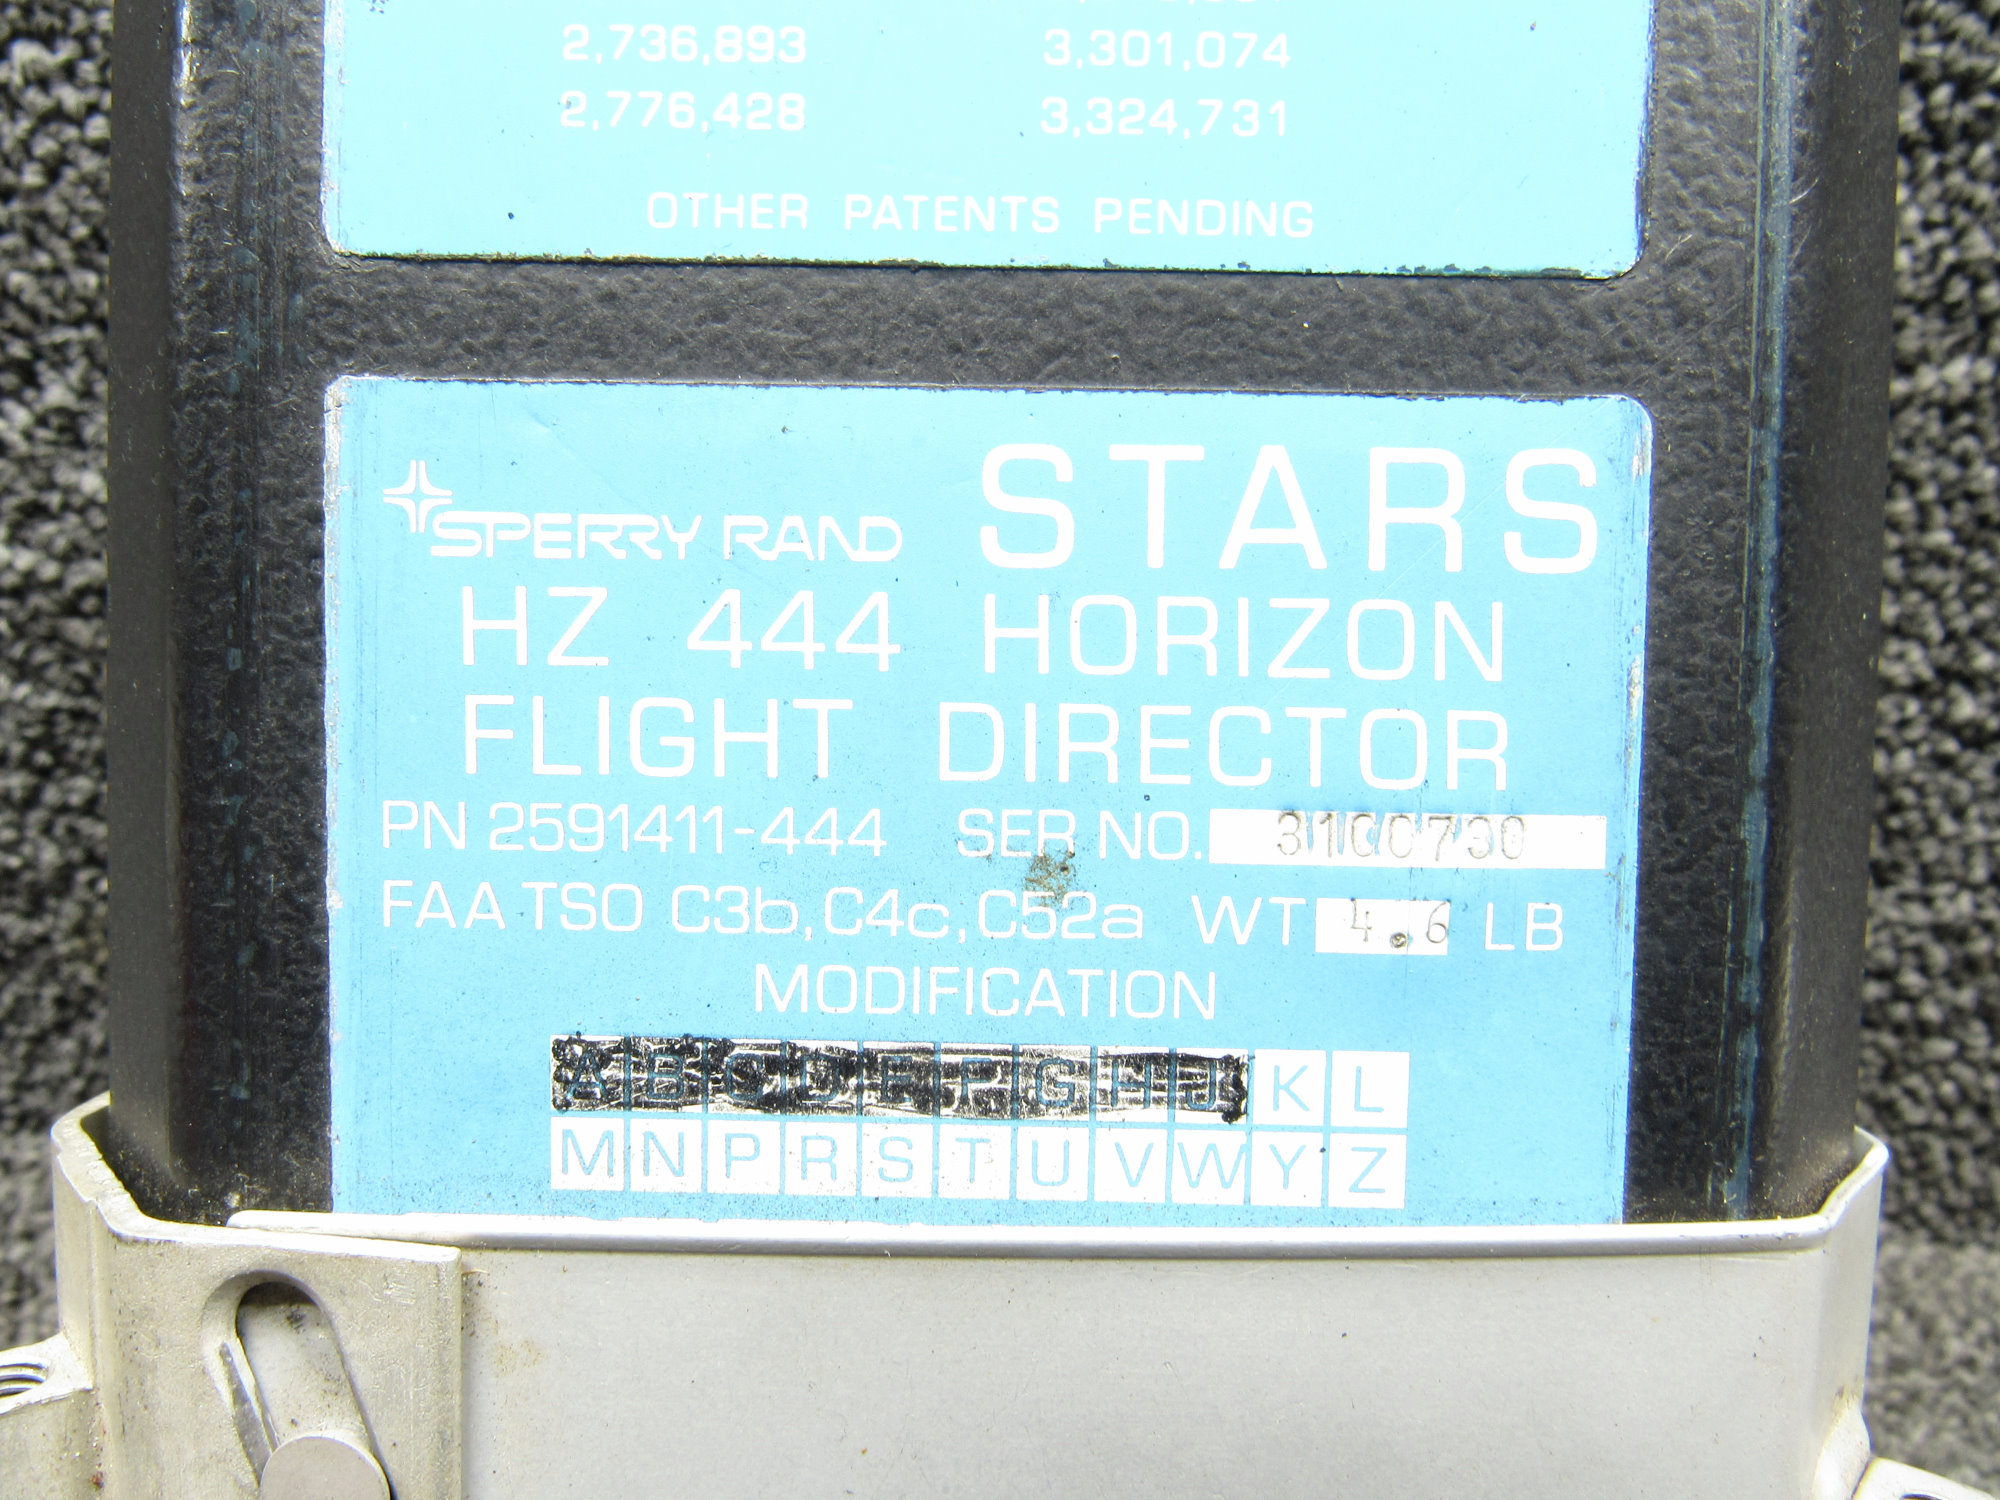 2,736,893 3,301,074
2,776,428 3,324,731
OTHER PATENTS PENDING
SPERRY RAND STARS
HZ 444 HORIZON
FLIGHT DIRECTOR
PN 2591411-444 SER NO. 31000730
FAA TSO C3b, C4c, C52a WT 4.6 LB
MODIFICATION
A B C D E F G H J K L
M N P R S T U V W Y Z